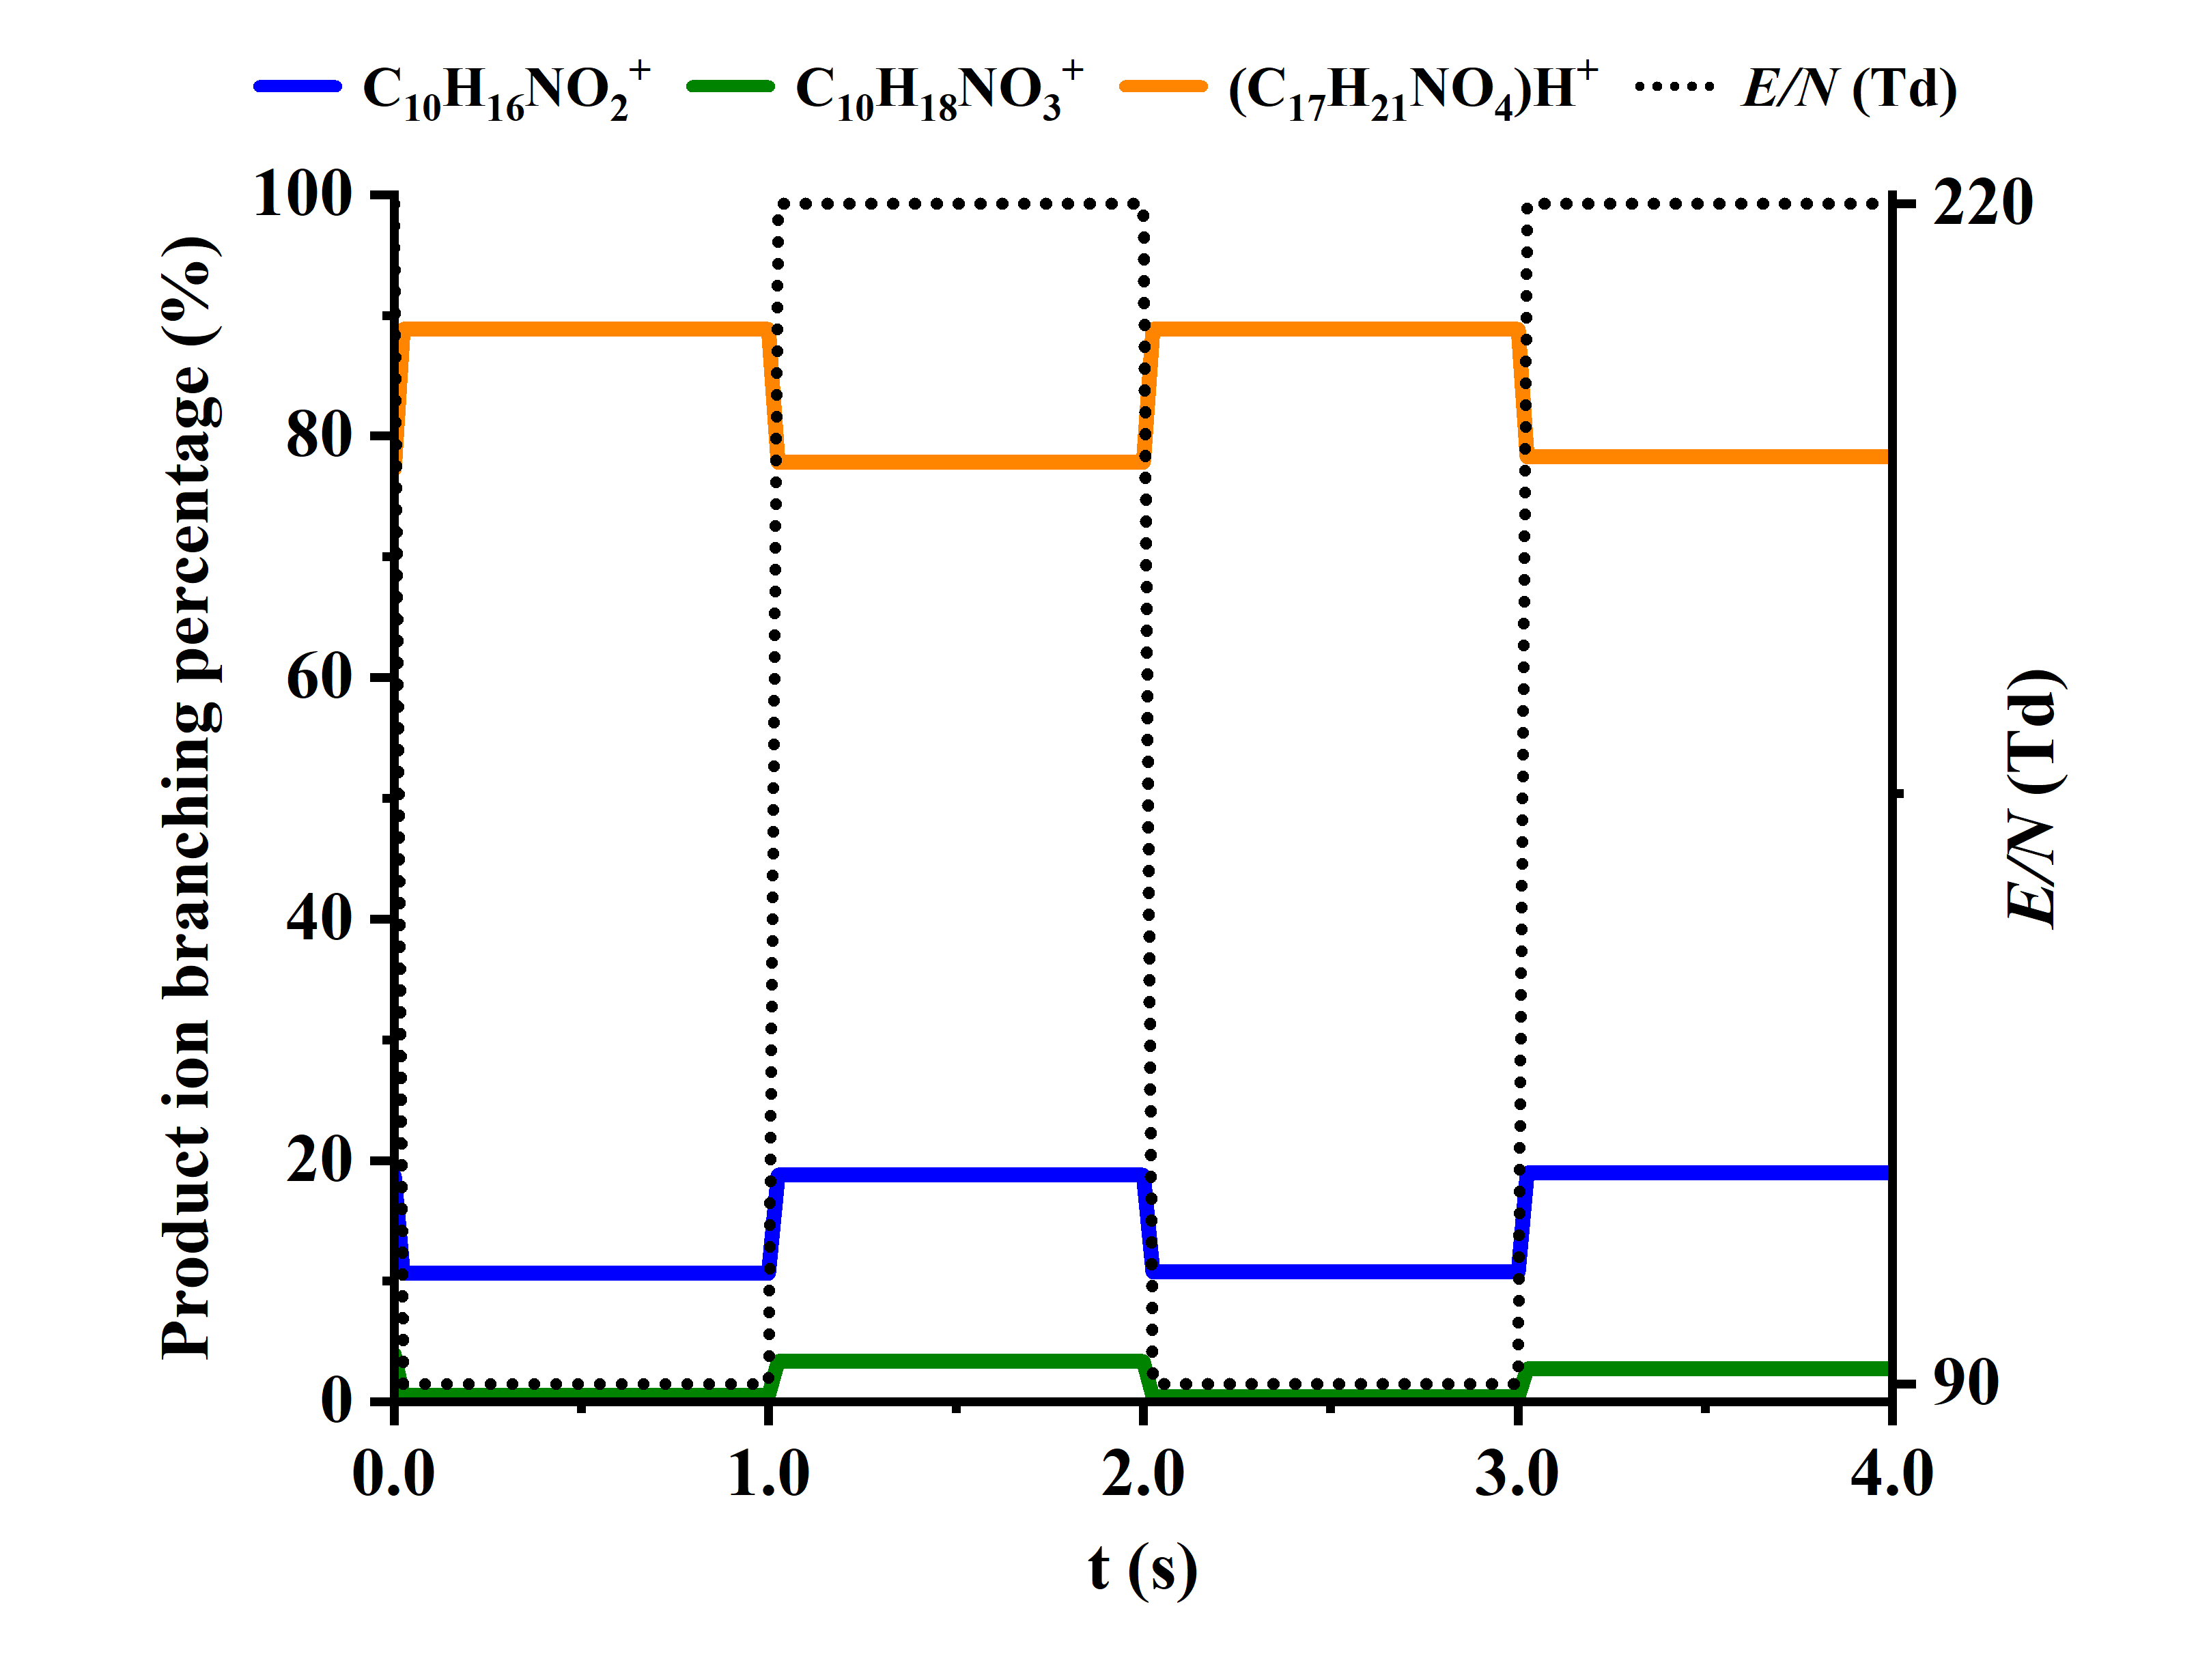 C₁₀H₁₆NO₂⁺ C₁₀H₁₈NO₃⁺ (C₁₇H₂₁NO₄)H⁺ E/N (Td)
100
80
60
40
20
0
Product ion branching percentage (%)
220
90
E/N (Td)
0.0 1.0 2.0 3.0 4.0
t (s)